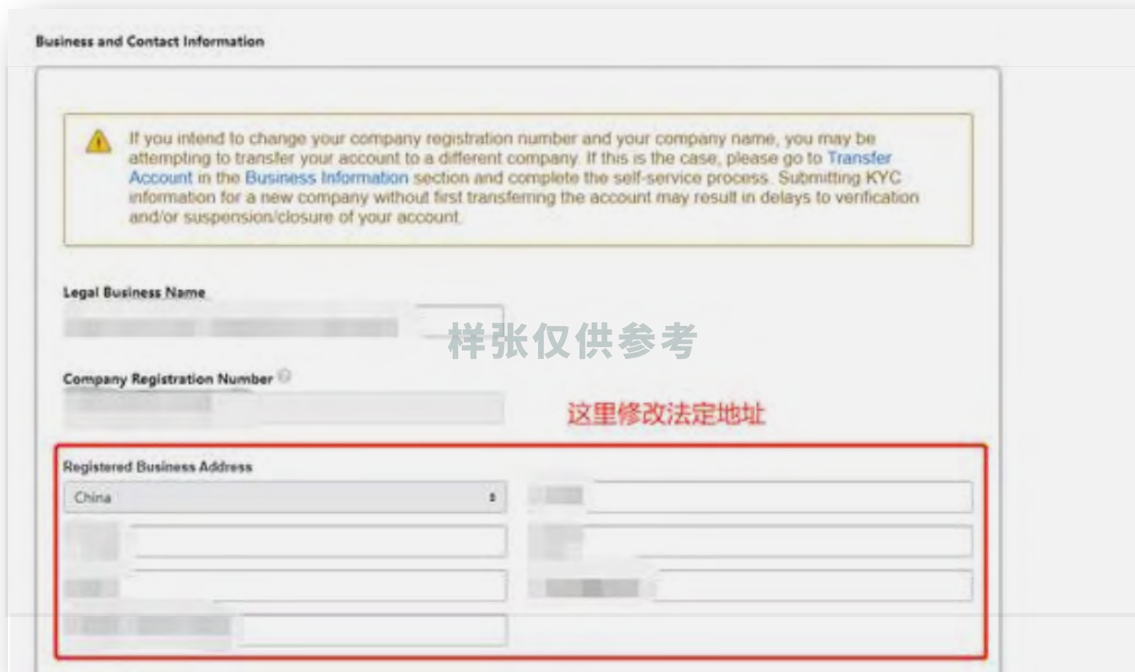 Business and Contact Information
If you intend to change your company registration number and your company name, you may be
attempting to transfer your account to a different company. If this is the case, please go to Transfer
Account in the Business Information section and complete the self-service process. Submitting KYC
information for a new company without first transferring the account may result in delays to verification
and/or suspension/closure of your account.
Legal Business Name
样张仅供参考
Company Registration Number
这里修改法定地址
Registered Business Address
China